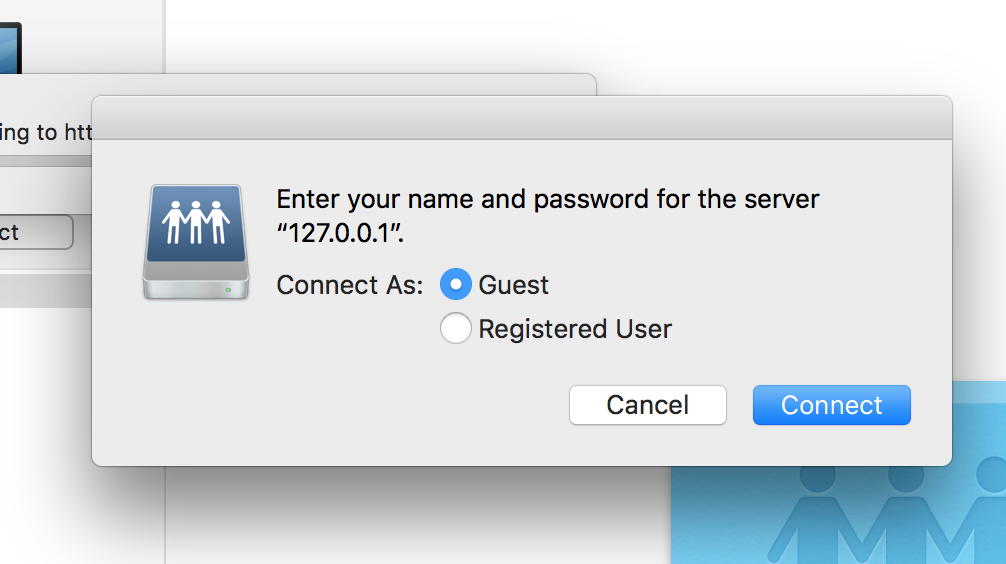 ing to htt
ct
Enter your name and password for the server
“127.0.0.1”.
Connect As:
Guest
Registered User
Cancel
Connect